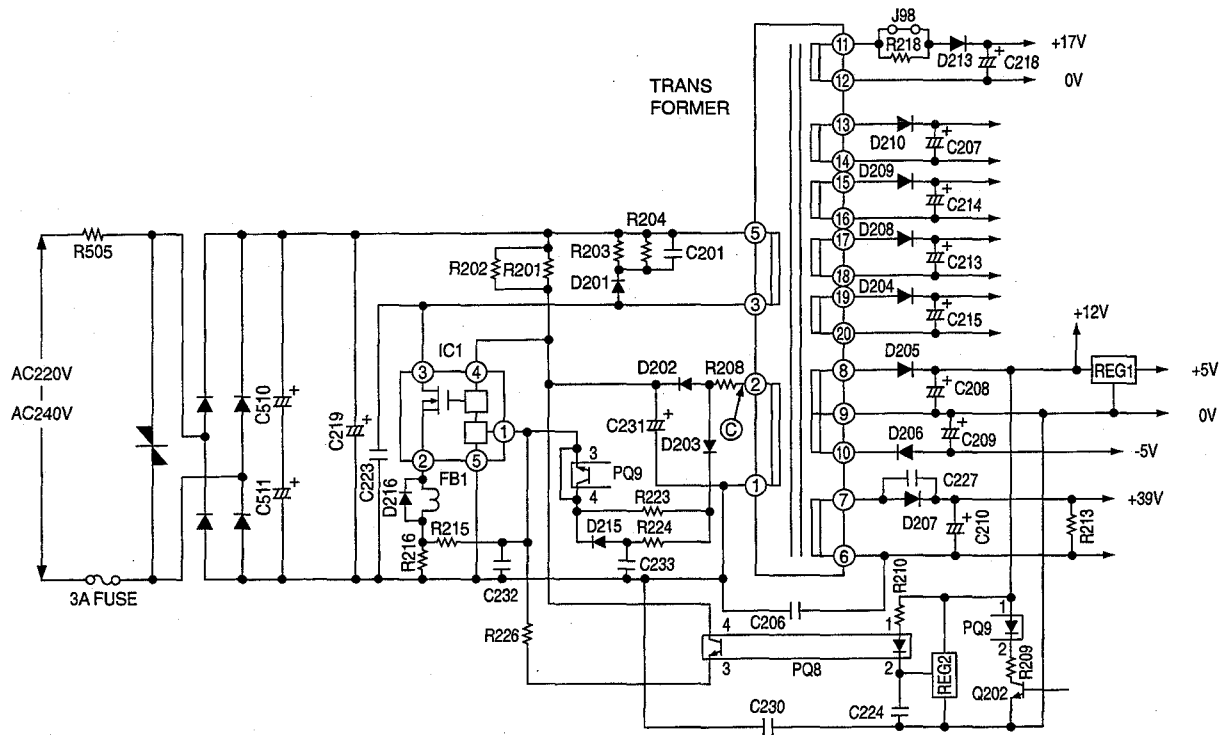 J98
11
R218
+17V
D213
C218
+
12
0V
TRANS
FORMER
13
D210
+
C207
14
D209
15
+
C214
16
R204
5
D208
17
+
C213
18
R505
R202
R201
R203
C201
D201
3
D204
19
+
C215
20
+12V
IC1
3
4
D202
R208
2
8
D205
REG1
+5V
AC220V
AC240V
C510
+
C219
+
C223
1
C231
+
C
D203
9
+
C208
0V
+
C209
D206
10
-5V
2
5
FB1
D216
3
PQ9
4
1
C227
7
+39V
C511
+
R215
R223
D215
R224
D207
+
C210
R213
6
R216
C232
C233
3A FUSE
R226
C206
R210
4
3
PQ8
1
2
REG2
PQ9
1
2
R209
Q202
C230
C224